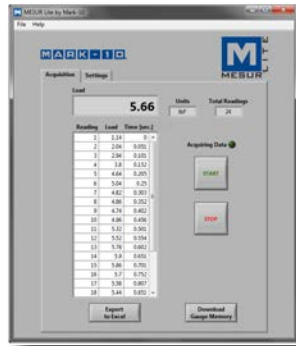 MESUR Lite by Mark-10
File Help
MARK-10
M
MESUR
LITE
Acquisition Settings
Load
5.66
Units
lbF
Total Readings
24
Reading Load Time [sec.]
1 1.14 0
2 2.04 0.051
3 2.94 0.101
4 3.8 0.152
5 4.64 0.205
6 5.04 0.25
7 4.82 0.303
8 4.86 0.352
9 4.74 0.402
10 4.96 0.456
11 5.32 0.501
12 5.52 0.554
13 5.76 0.602
14 5.9 0.651
15 5.86 0.701
16 5.7 0.752
17 5.58 0.807
18 5.44 0.852
Acquiring Data
START
STOP
Export
to Excel
Download
Gauge Memory